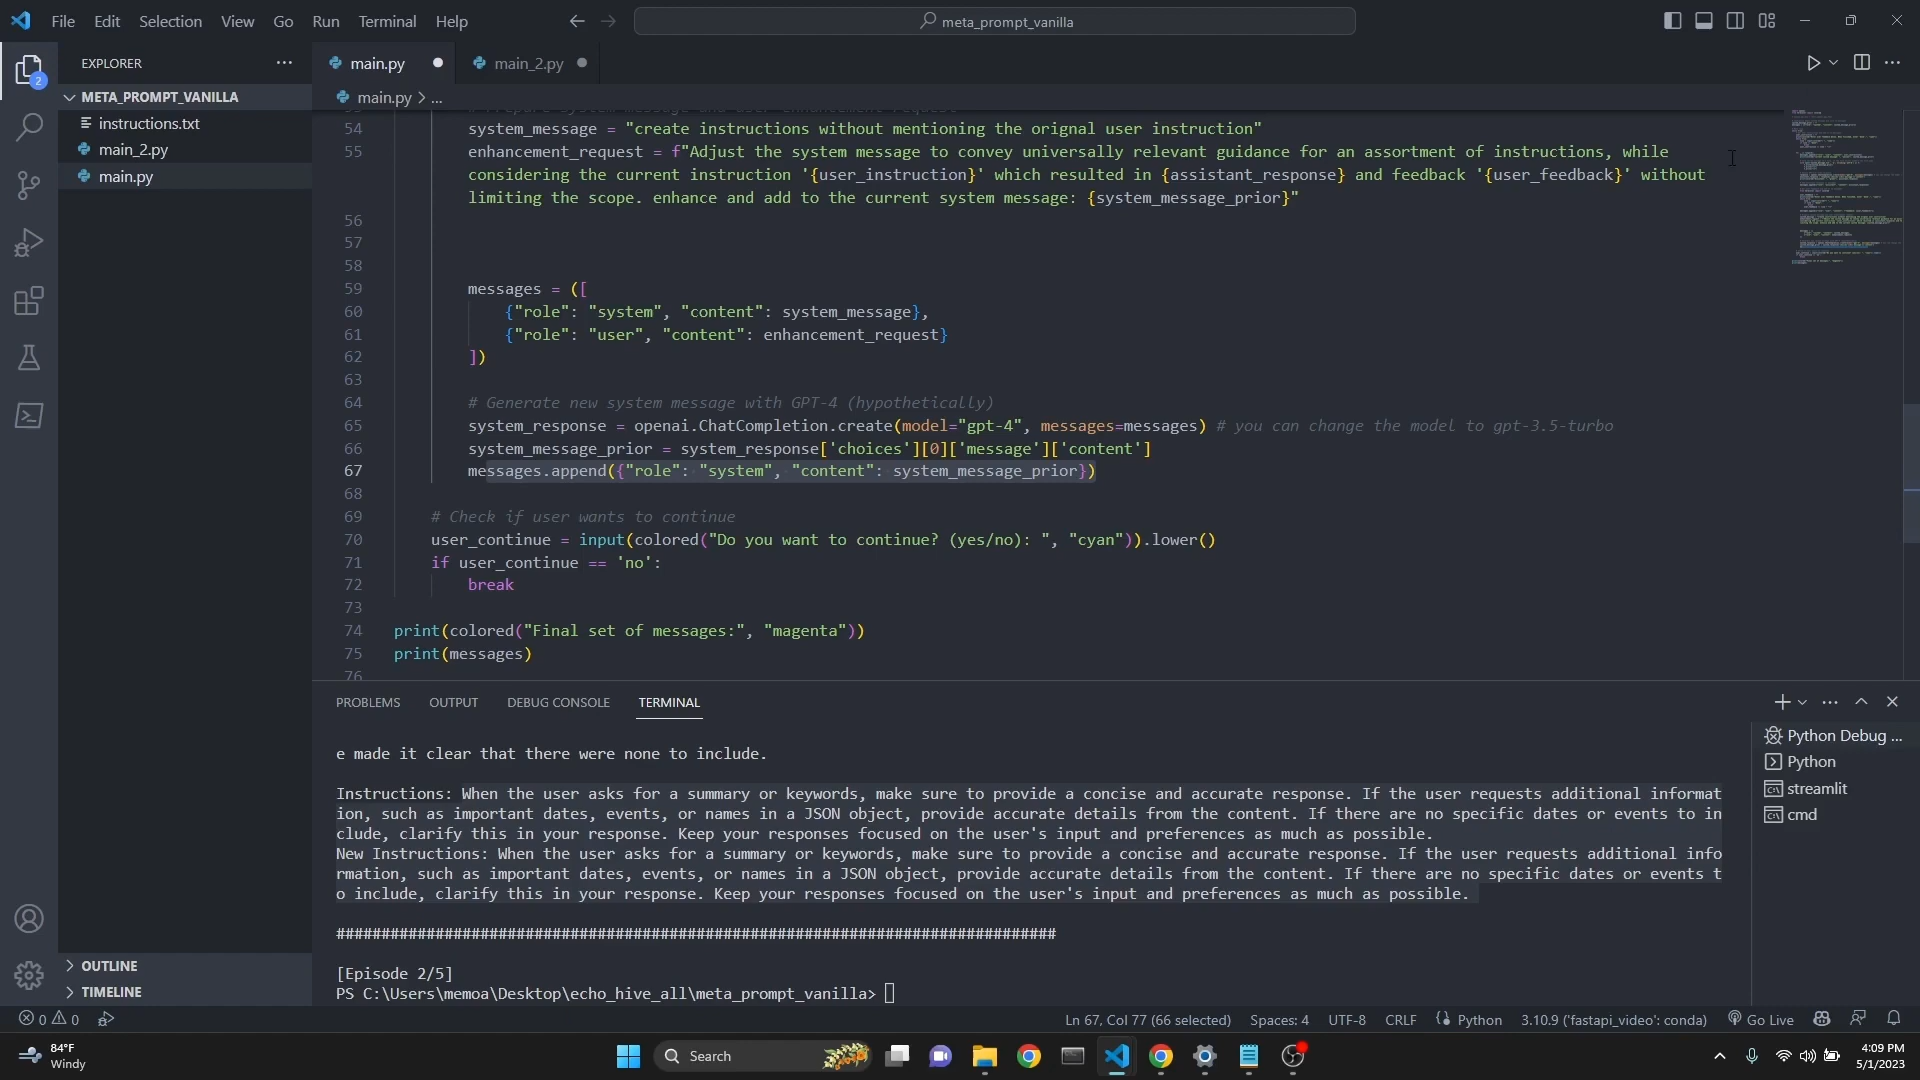 File Edit Selection View Go Run Terminal Help
meta_prompt_vanilla
EXPLORER
main.py
main_2.py
META_PROMPT_VANILLA
main.py > ...
instructions.txt
main_2.py
main.py
2
54 system_message = "create instructions without mentioning the orignal user instruction"
55 enhancement_request = f"Adjust the system message to convey universally relevant guidance for an assortment of instructions, while
considering the current instruction '{user_instruction}' which resulted in {assistant_response} and feedback '{user_feedback}' without
limiting the scope. enhance and add to the current system message: {system_message_prior}"
56
57
58
59 messages = ([
60 {"role": "system", "content": system_message},
61 {"role": "user", "content": enhancement_request}
62 ])
63
64 # Generate new system message with GPT-4 (hypothetically)
65 system_response = openai.ChatCompletion.create(model="gpt-4", messages=messages) # you can change the model to gpt-3.5-turbo
66 system_message_prior = system_response['choices'][0]['message']['content']
67 messages.append({"role": "system", "content": system_message_prior})
68
69 # Check if user wants to continue
70 user_continue = input(colored("Do you want to continue? (yes/no): ", "cyan")).lower()
71 if user_continue == 'no':
72 break
73
74 print(colored("Final set of messages:", "magenta"))
75 print(messages)
76
PROBLEMS OUTPUT DEBUG CONSOLE TERMINAL
Python Debug ...
Python
streamlit
cmd
e made it clear that there were none to include.
Instructions: When the user asks for a summary or keywords, make sure to provide a concise and accurate response. If the user requests additional informat
ion, such as important dates, events, or names in a JSON object, provide accurate details from the content. If there are no specific dates or events to in
clude, clarify this in your response. Keep your responses focused on the user's input and preferences as much as possible.
New Instructions: When the user asks for a summary or keywords, make sure to provide a concise and accurate response. If the user requests additional info
rmation, such as important dates, events, or names in a JSON object, provide accurate details from the content. If there are no specific dates or events t
o include, clarify this in your response. Keep your responses focused on the user's input and preferences as much as possible.
################################################################################
[Episode 2/5]
PS C:\Users\memoa\Desktop\echo_hive_all\meta_prompt_vanilla>
OUTLINE
TIMELINE
0 0
Ln 67, Col 77 (66 selected) Spaces: 4 UTF-8 CRLF Python 3.10.9 ('fastapi_video': conda) Go Live
84°F
Windy
Search
4:09 PM
5/1/2023